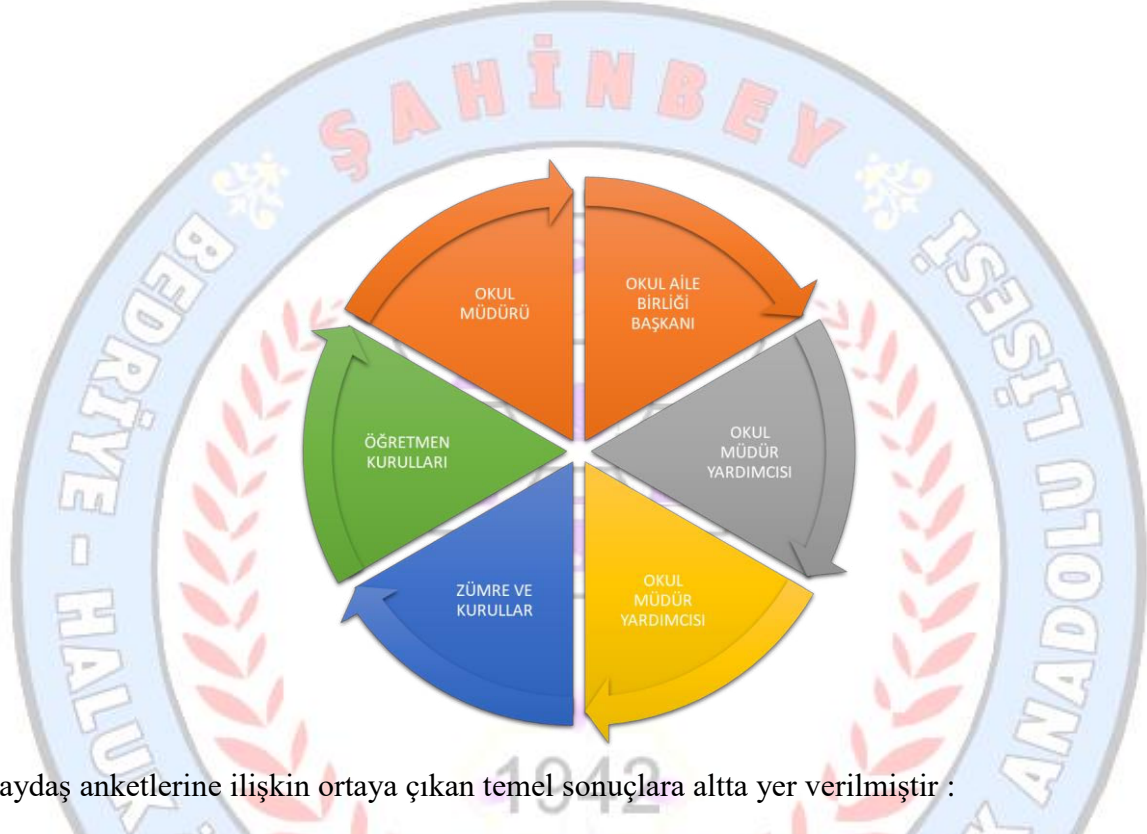 ŞAHİNBEY
BEDRİYE - HALUK
ANADOLU LİSESİ
OKUL
MÜDÜRÜ
OKUL AİLE
BİRLİĞİ
BAŞKANI
ÖĞRETMEN
KURULLARI
OKUL
MÜDÜR
YARDIMCISI
ZÜMRE VE
KURULLAR
OKUL
MÜDÜR
YARDIMCISI
1942
aydaş anketlerine ilişkin ortaya çıkan temel sonuçlara altta yer verilmiştir :